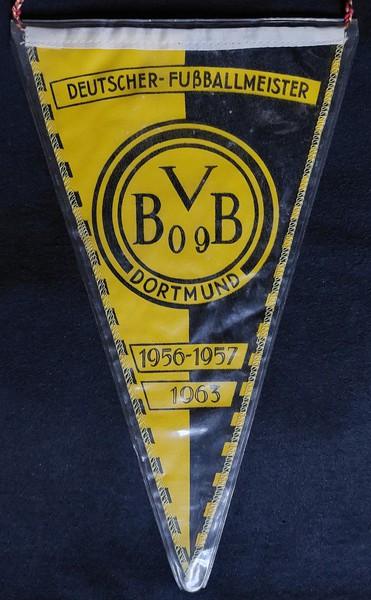 DEUTSCHER-FUßBALLMEISTER
BVB
09
DORTMUND
1956-1957
1963